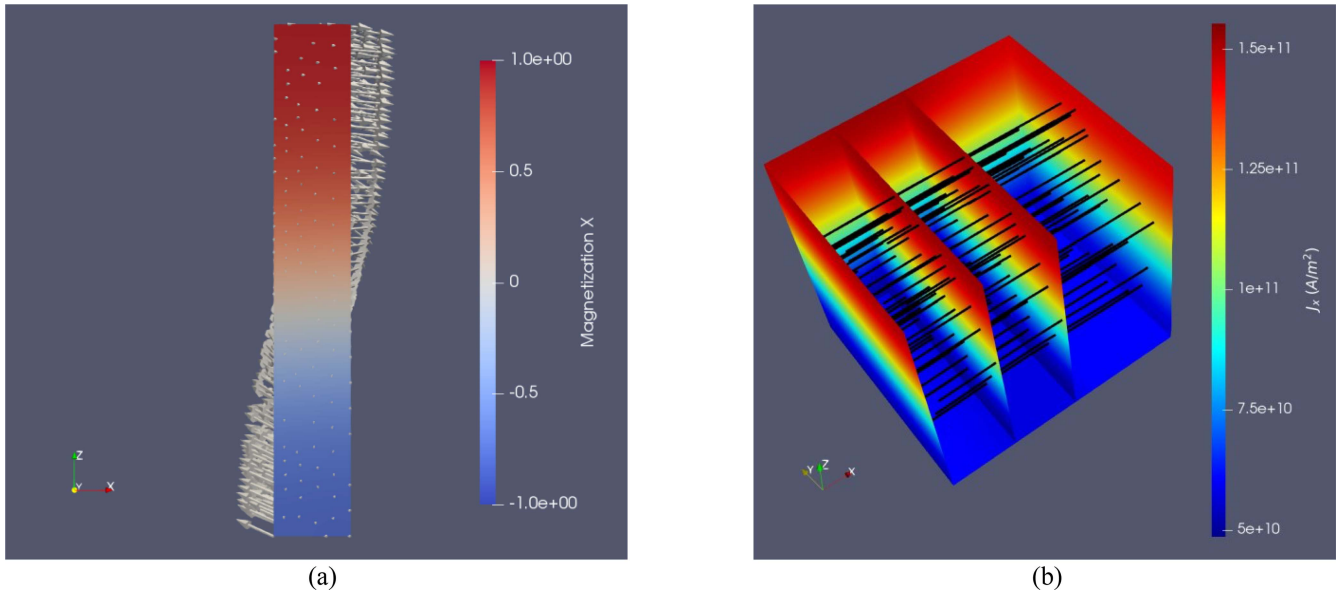 1.0e+00
0.5
0
-0.5
-1.0e+00
Magnetization X
Z
Y
X
(a)
1.5e+11
1.25e+11
1e+11
7.5e+10
5e+10
J_x (A/m²)
Y
Z
X
(b)